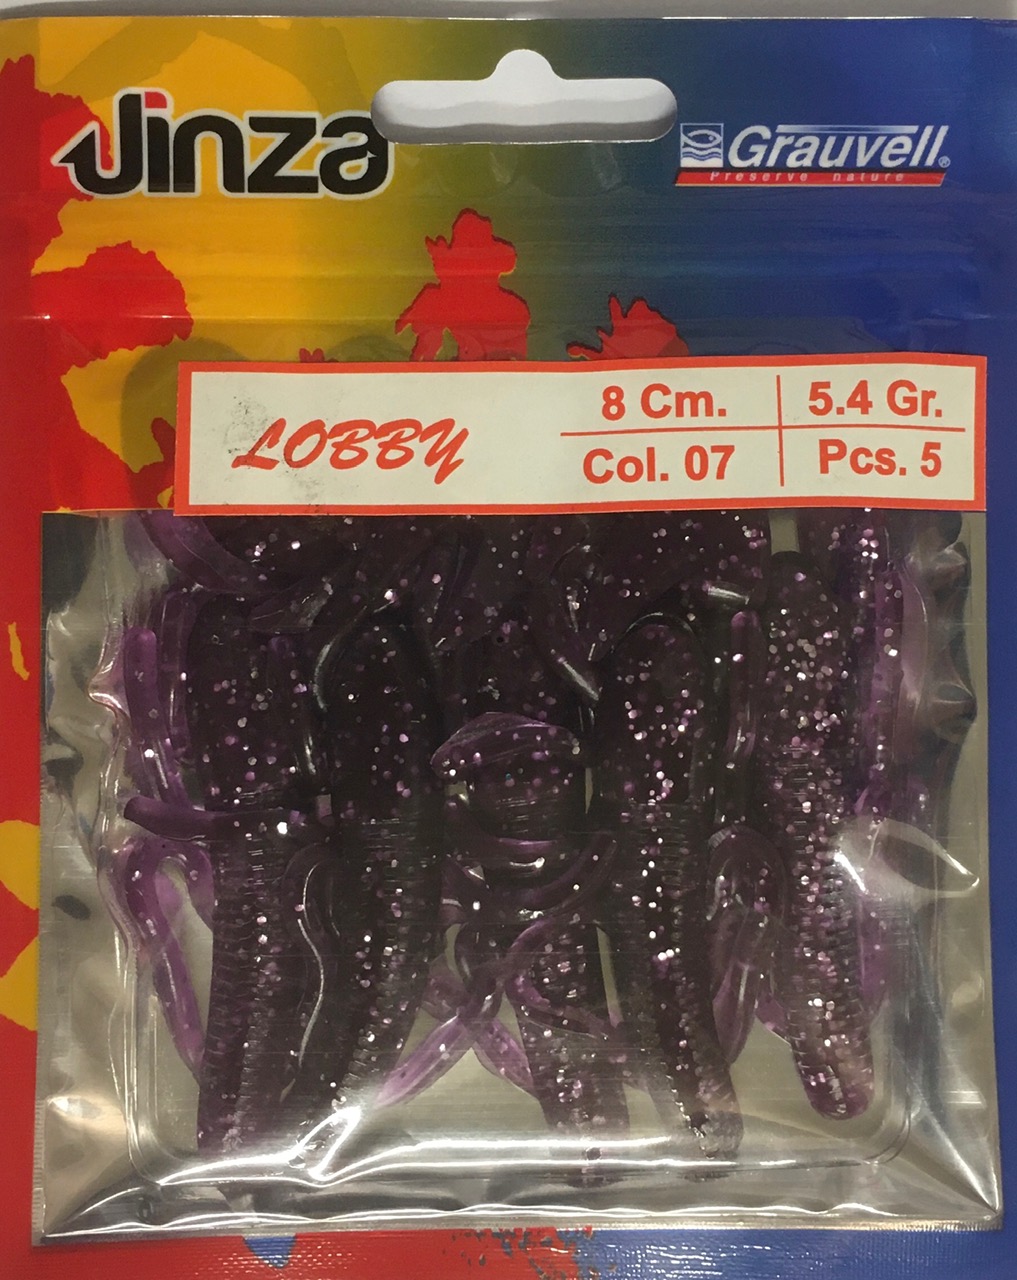 Jinza
Grauvell®
Preserve nature
LOBBY
8 Cm.
5.4 Gr.
Col. 07
Pcs. 5